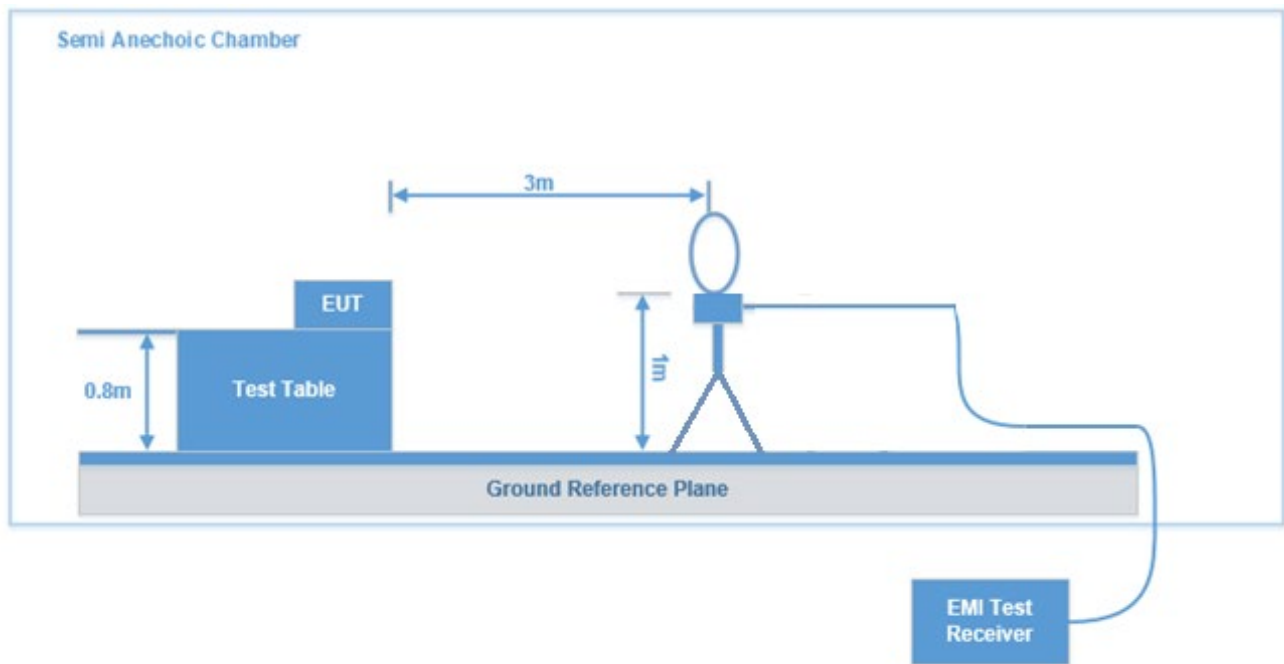 Semi Anechoic Chamber
3m
EUT
0.8m
Test Table
1m
Ground Reference Plane
EMI Test
Receiver